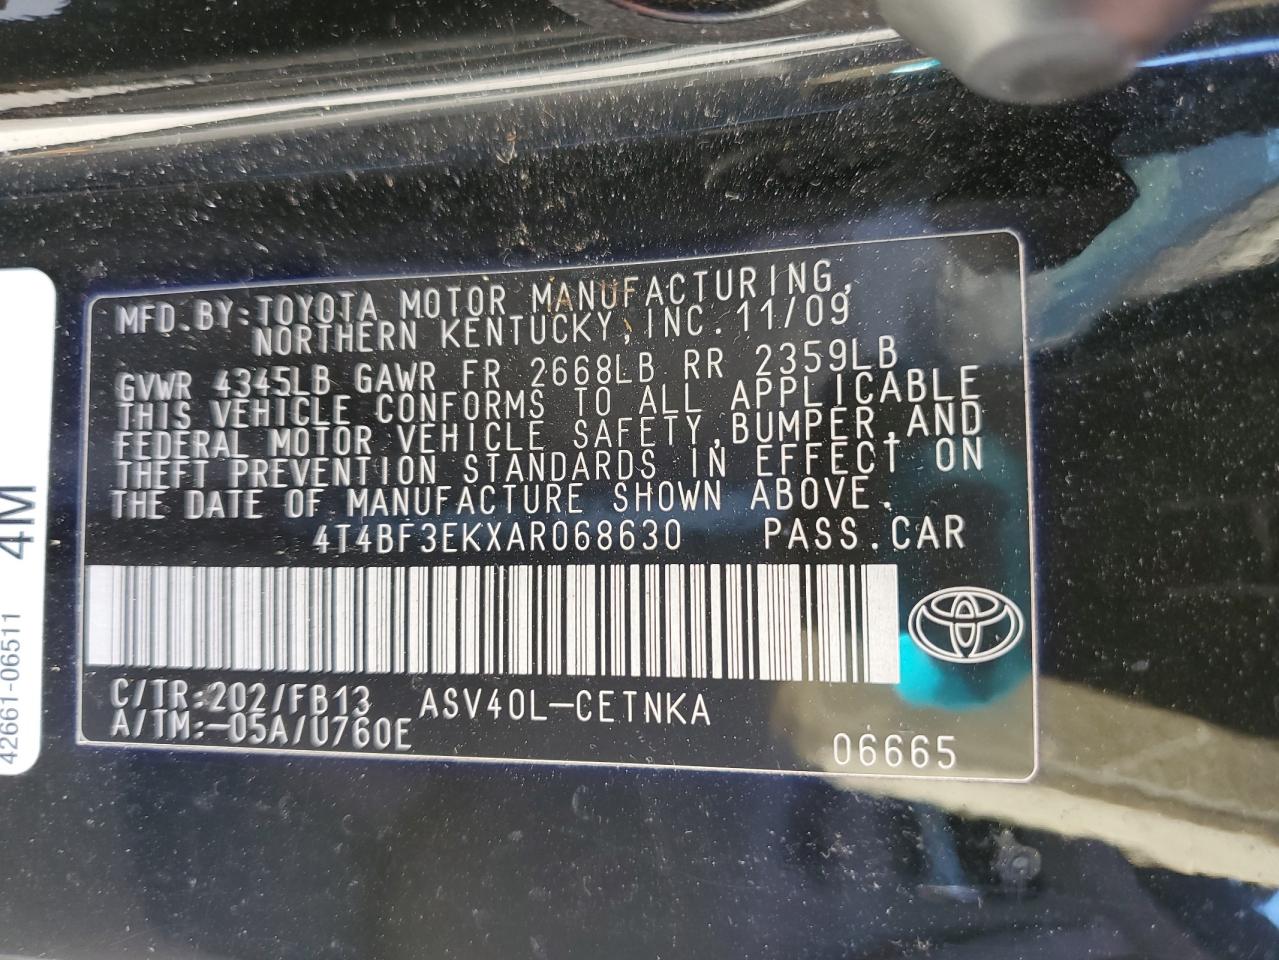 MFD.BY:TOYOTA MOTOR MANUFACTURING,
NORTHERN KENTUCKY, INC. 11/09
GVWR 4345LB GAWR FR 2668LB RR 2359LB
THIS VEHICLE CONFORMS TO ALL APPLICABLE
FEDERAL MOTOR VEHICLE SAFETY, BUMPER, AND
THEFT PREVENTION STANDARDS IN EFFECT ON
THE DATE OF MANUFACTURE SHOWN ABOVE.
4T4BF3EKXAR068630 PASS.CAR
C/TR:202/FB13 ASV40L-CETNKA
A/TM:-05A/U760E
06665
42661-06511 4M